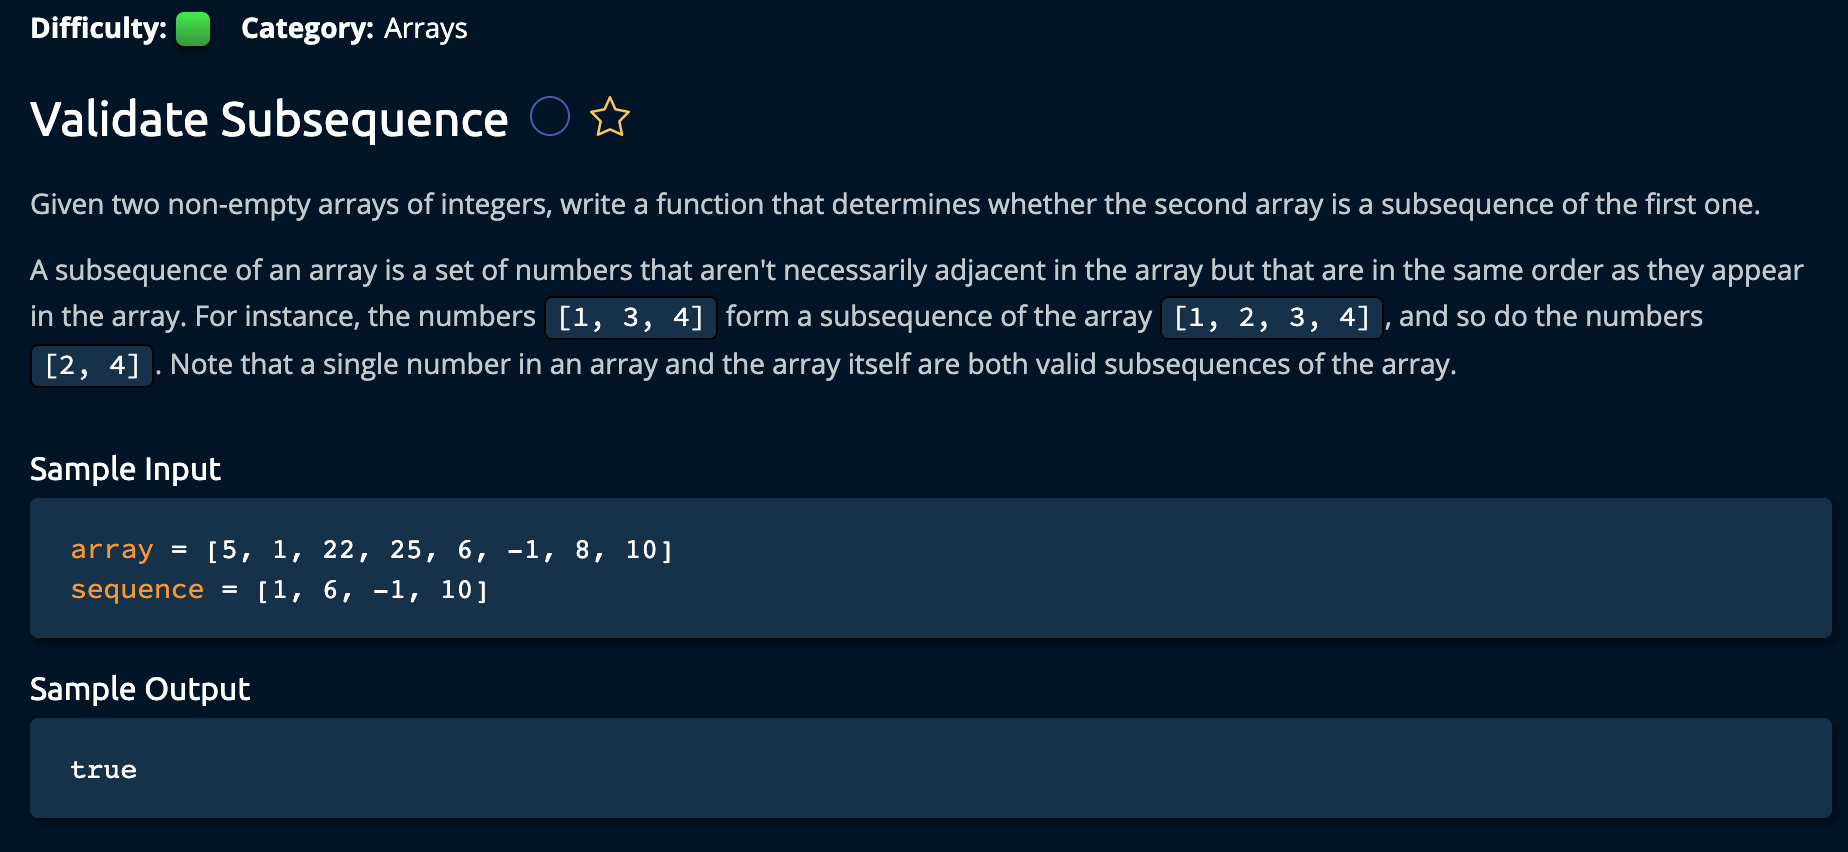 Difficulty: Category: Arrays
Validate Subsequence
Given two non-empty arrays of integers, write a function that determines whether the second array is a subsequence of the first one.
A subsequence of an array is a set of numbers that aren't necessarily adjacent in the array but that are in the same order as they appear
in the array. For instance, the numbers [1, 3, 4] form a subsequence of the array [1, 2, 3, 4], and so do the numbers
[2, 4]. Note that a single number in an array and the array itself are both valid subsequences of the array.
Sample Input
array = [5, 1, 22, 25, 6, -1, 8, 10]
sequence = [1, 6, -1, 10]
Sample Output
true